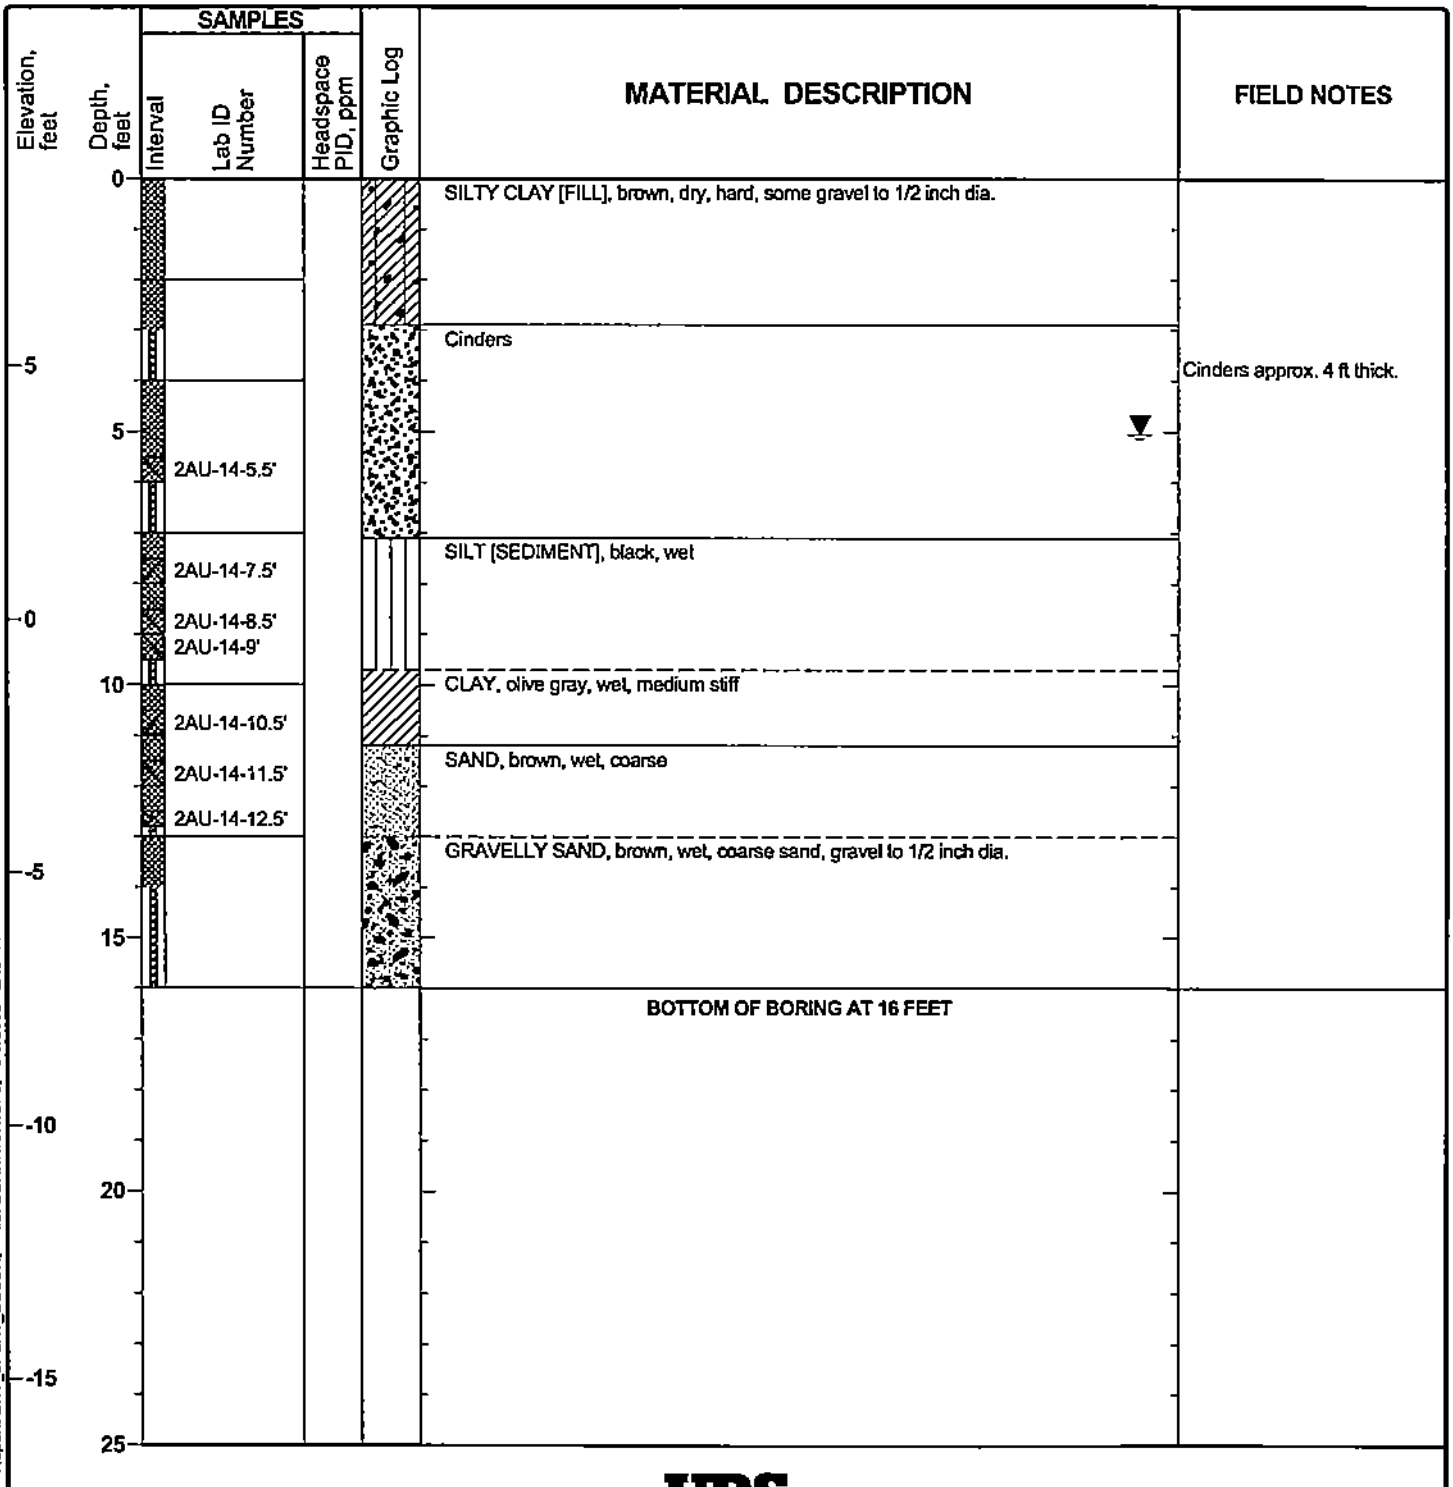 SAMPLES
Elevation,
feet
Depth,
feet
Interval
Lab ID
Number
Headspace
PID, ppm
Graphic Log
MATERIAL DESCRIPTION
FIELD NOTES
0
SILTY CLAY [FILL], brown, dry, hard, some gravel to 1/2 inch dia.
Cinders
5
Cinders approx. 4 ft thick.
5
2AU-14-5.5'
SILT [SEDIMENT], black, wet
2AU-14-7.5'
0
2AU-14-8.5'
2AU-14-9'
10
CLAY, olive gray, wet, medium stiff
2AU-14-10.5'
SAND, brown, wet, coarse
2AU-14-11.5'
2AU-14-12.5'
GRAVELLY SAND, brown, wet, coarse sand, gravel to 1/2 inch dia.
-5
15
BOTTOM OF BORING AT 16 FEET
-10
20
-15
25